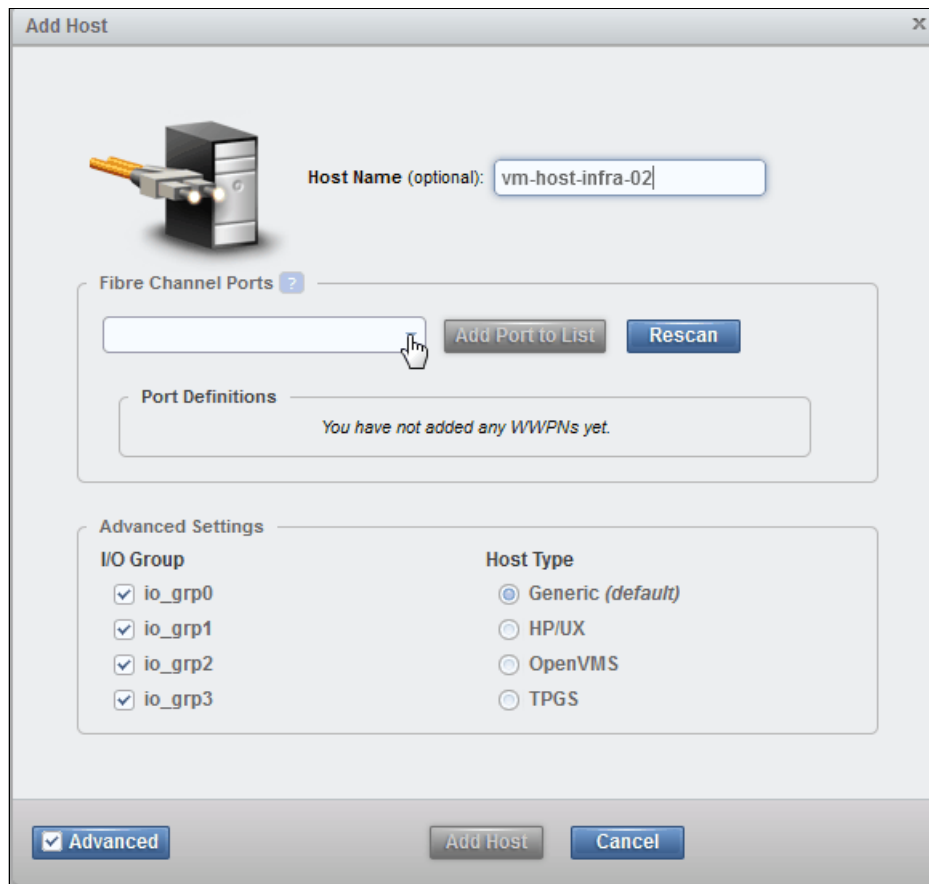 Add Host
x
Host Name (optional): vm-host-infra-02
Fibre Channel Ports ?
Add Port to List Rescan
Port Definitions
You have not added any WWPNs yet.
Advanced Settings
I/O Group Host Type
io_grp0 Generic (default)
io_grp1 HP/UX
io_grp2 OpenVMS
io_grp3 TPGS
Advanced Add Host Cancel